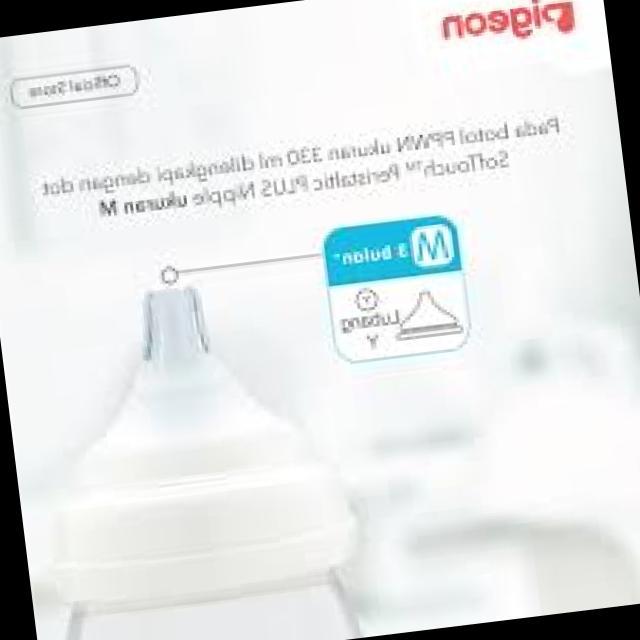 Pigeon
Official Store
Pada botol PPWN ukuran 330 ml dilengkapi dengan dot
SofTouch™ Peristaltic PLUS Nipple ukuran M
M 3 bulan+
Lubang
Y
Y